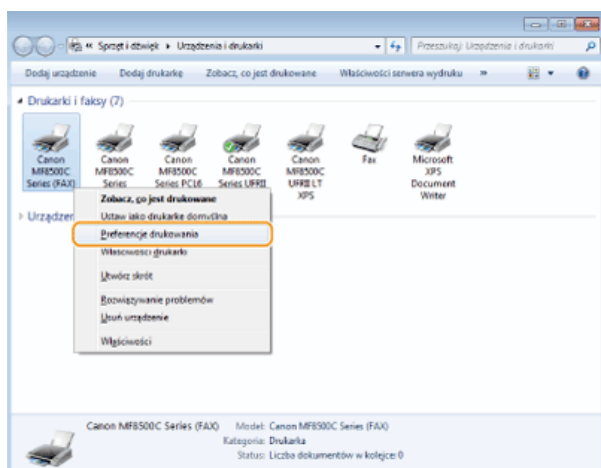 « Sprzęt i dźwięk ▸ Urządzenia i drukarki
Przeszukaj: Urządzenia i drukarki
Dodaj urządzenie Dodaj drukarkę Zobacz, co jest drukowane Właściwości serwera wydruku »
Drukarki i faksy (7)
Canon MF8500C Series (FAX)
Canon MF8500C Series
Canon MF8500C Series PCL6
Canon MF8500C Series UFRII
Canon MF8500C UFRII LT XPS
Fax
Microsoft XPS Document Writer
Zobacz, co jest drukowane
Ustaw jako drukarkę domyślną
Preferencje drukowania
Właściwości drukarki
Utwórz skrót
Rozwiązywanie problemów
Usuń urządzenie
Właściwości
Canon MF8500C Series (FAX) Model: Canon MF8500C Series (FAX)
Kategoria: Drukarka
Status: Liczba dokumentów w kolejce: 0